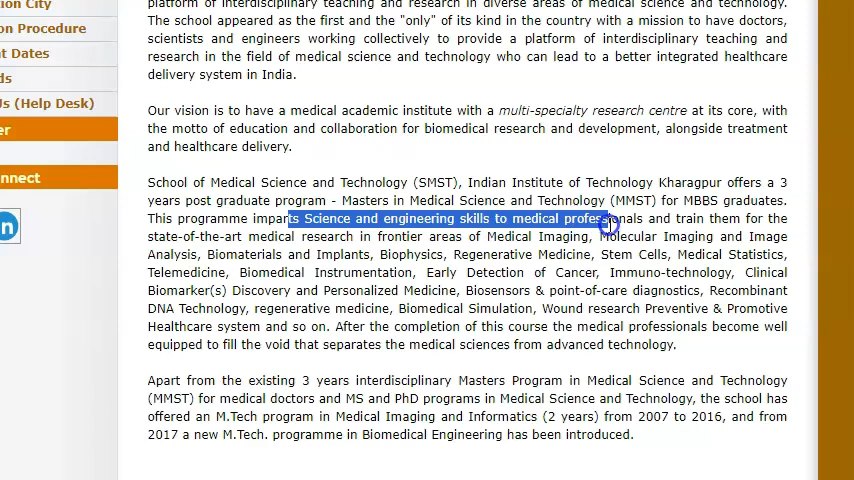 ion City
platform of interdisciplinary teaching and research in diverse areas of medical science and technology.
The school appeared as the first and the "only" of its kind in the country with a mission to have doctors,
on Procedure
scientists and engineers working collectively to provide a platform of interdisciplinary teaching and
t Dates
research in the field of medical science and technology who can lead to a better integrated healthcare
ds
delivery system in India.
Us (Help Desk)
Our vision is to have a medical academic institute with a multi-specialty research centre at its core, with
er
the motto of education and collaboration for biomedical research and development, alongside treatment
and healthcare delivery.
nnect
School of Medical Science and Technology (SMST), Indian Institute of Technology Kharagpur offers a 3
years post graduate program - Masters in Medical Science and Technology (MMST) for MBBS graduates.
This programme imparts Science and engineering skills to medical professionals and train them for the
in
state-of-the-art medical research in frontier areas of Medical Imaging, Molecular Imaging and Image
Analysis, Biomaterials and Implants, Biophysics, Regenerative Medicine, Stem Cells, Medical Statistics,
Telemedicine, Biomedical Instrumentation, Early Detection of Cancer, Immuno-technology, Clinical
Biomarker(s) Discovery and Personalized Medicine, Biosensors & point-of-care diagnostics, Recombinant
DNA Technology, regenerative medicine, Biomedical Simulation, Wound research Preventive & Promotive
Healthcare system and so on. After the completion of this course the medical professionals become well
equipped to fill the void that separates the medical sciences from advanced technology.
Apart from the existing 3 years interdisciplinary Masters Program in Medical Science and Technology
(MMST) for medical doctors and MS and PhD programs in Medical Science and Technology, the school has
offered an M.Tech program in Medical Imaging and Informatics (2 years) from 2007 to 2016, and from
2017 a new M.Tech. programme in Biomedical Engineering has been introduced.